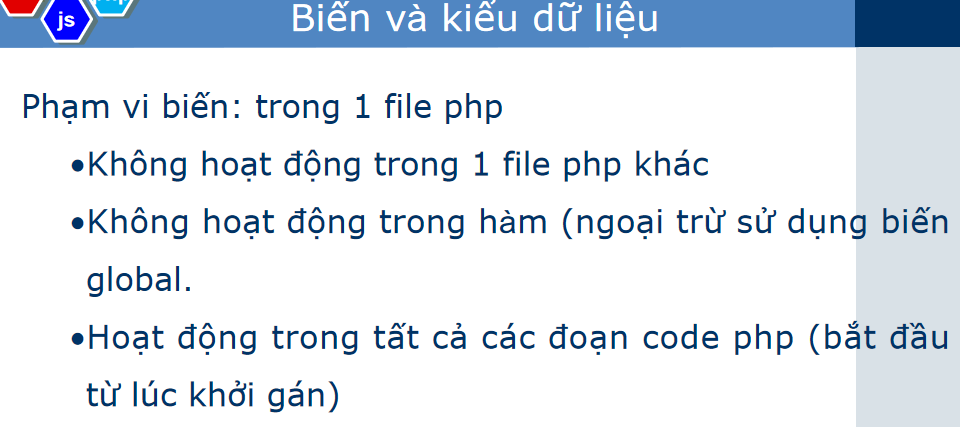 js
Biến và kiểu dữ liệu
Phạm vi biến: trong 1 file php
•Không hoạt động trong 1 file php khác
•Không hoạt động trong hàm (ngoại trừ sử dụng biến
global.
•Hoạt động trong tất cả các đoạn code php (bắt đầu
từ lúc khởi gán)